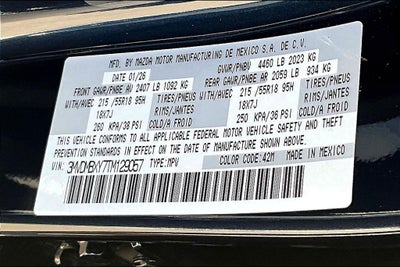 MFD. BY MAZDA MOTOR MANUFACTURING DE MEXICO S.A. DE C.V.
DATE 01/26 GVWR/PNBV 4460 LB 2023 KG
FRONT GAWR/PNBE AV 2407 LB 1092 KG REAR GAWR/PNBE AR 2059 LB 934 KG
WITH/AVEC 215/55R18 95H TIRES/PNEUS WITH/AVEC 215/55R18 95H TIRES/PNEUS
18X7J RIMS/JANTES 18X7J RIMS/JANTES
250 KPA/36 PSI COLD/A FROID 250 KPA/36 PSI COLD/A FROID
THIS VEHICLE CONFORMS TO ALL APPLICABLE FEDERAL MOTOR VEHICLE SAFETY AND THEFT
PREVENTION STANDARDS IN EFFECT ON THE DATE OF MANUFACTURE SHOWN ABOVE.
VIN: TYPE:MPV COLOR CODE:42M MADE IN MEXICO